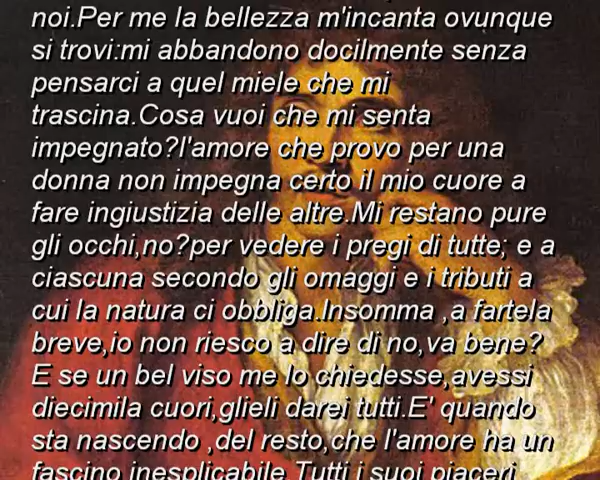 noi.Per me la bellezza m'incanta ovunque
si trovi:mi abbandono docilmente senza
pensarci a quel miele che mi
trascina.Cosa vuoi che mi senta
impegnato?l'amore che provo per una
donna non impegna certo il mio cuore a
fare ingiustizia delle altre.Mi restano pure
gli occhi,no?per vedere i pregi di tutte; e a
ciascuna secondo gli omaggi e i tributi a
cui la natura ci obbliga.Insomma ,a fartela
breve,io non riesco a dire di no,va bene?
E se un bel viso me lo chiedesse,avessi
diecimila cuori,glieli darei tutti.E' quando
sta nascendo ,del resto,che l'amore ha un
fascino inesplicabile.Tutti i suoi piaceri